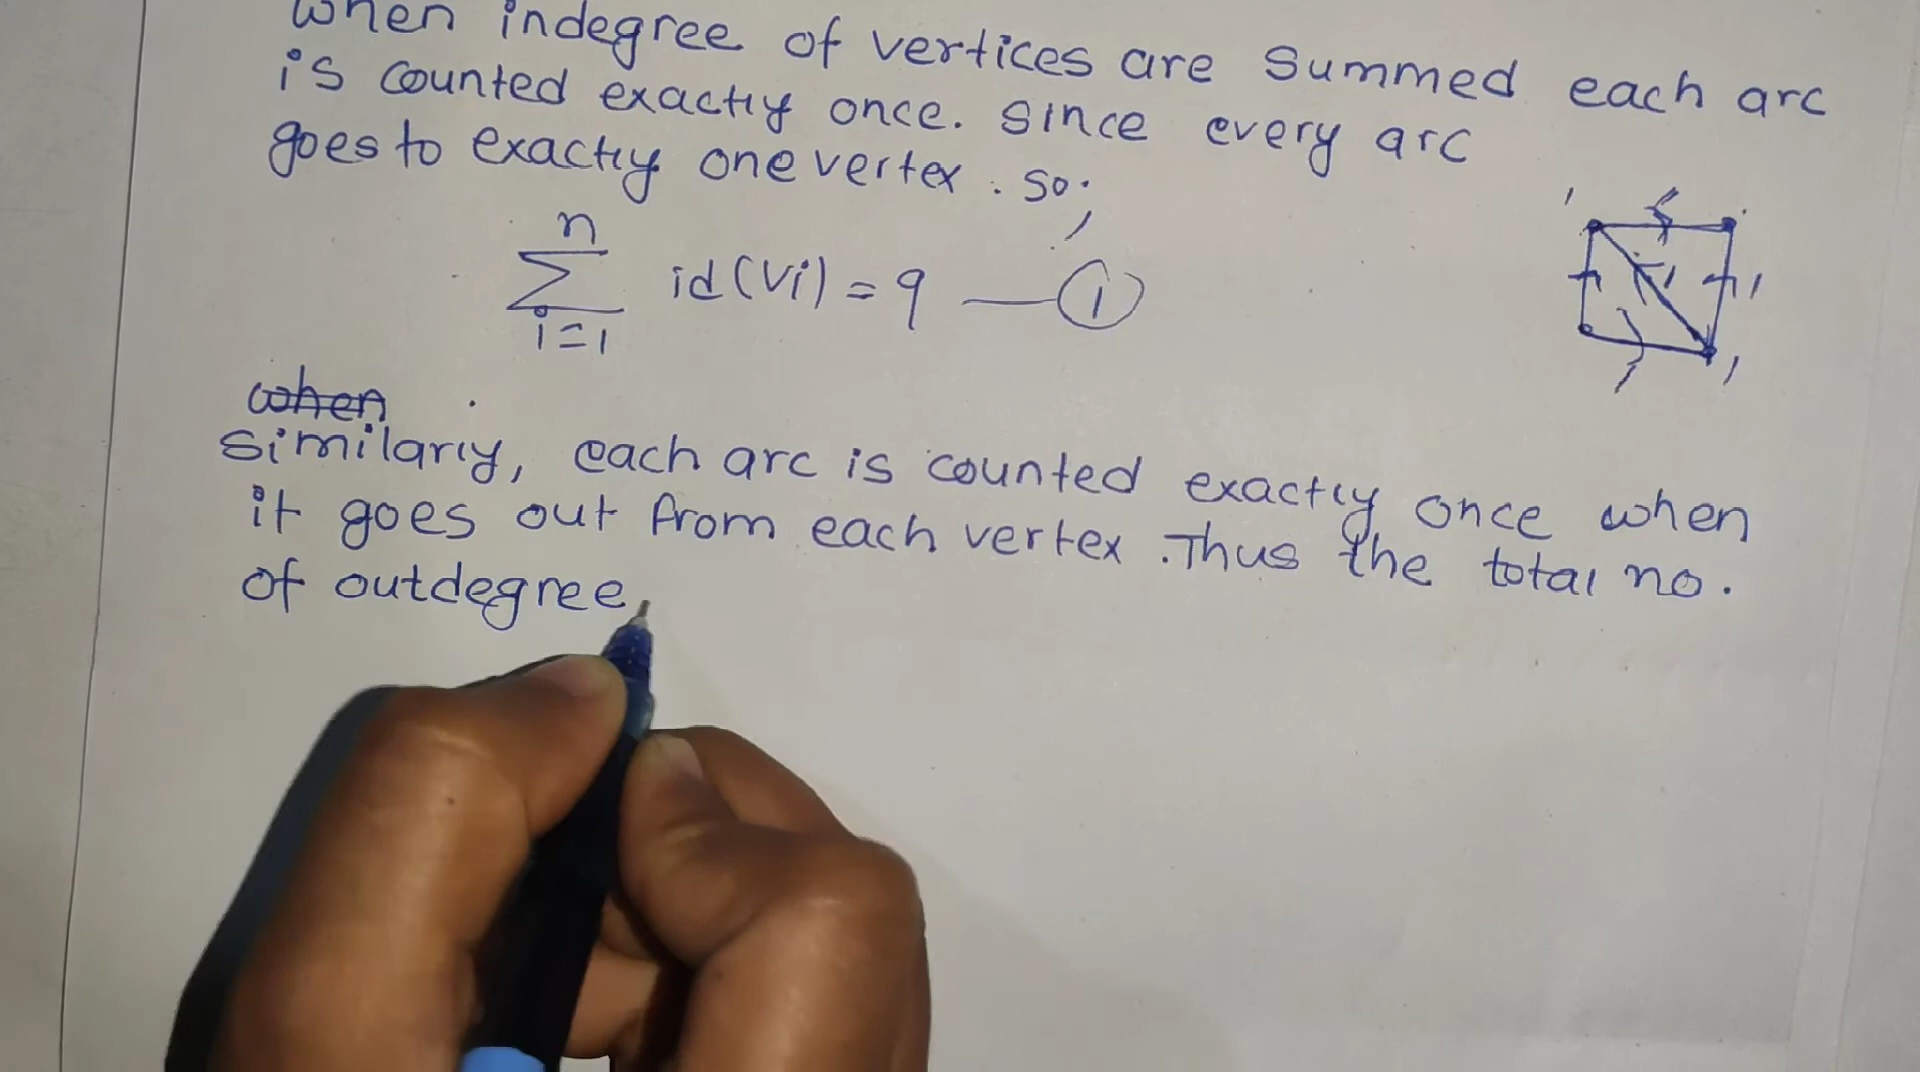 when indegree of vertices are summed each arc
is counted exactly once. since every arc
goes to exactly one vertex. so,
n
∑ id(vi) = q — ①
i=1
when
similarly, each arc is counted exactly once when
it goes out from each vertex. Thus the total no.
of outdegree